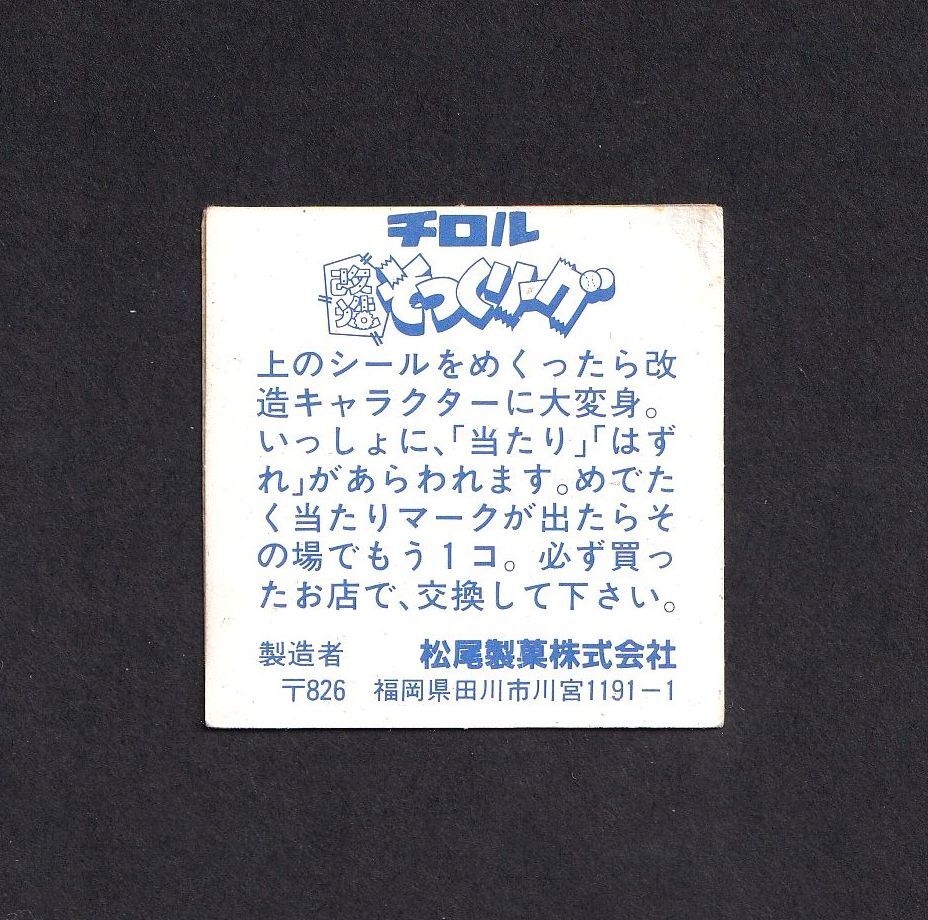 チロル
改造 そっくリーグ
上のシールをめくったら改
造キャラクターに大変身。
いっしょに、「当たり」「はず
れ」があらわれます。めでた
く当たりマークが出たらそ
の場でもう1コ。必ず買っ
たお店で、交換して下さい。
製造者 松尾製菓株式会社
〒826 福岡県田川市川宮1191－1